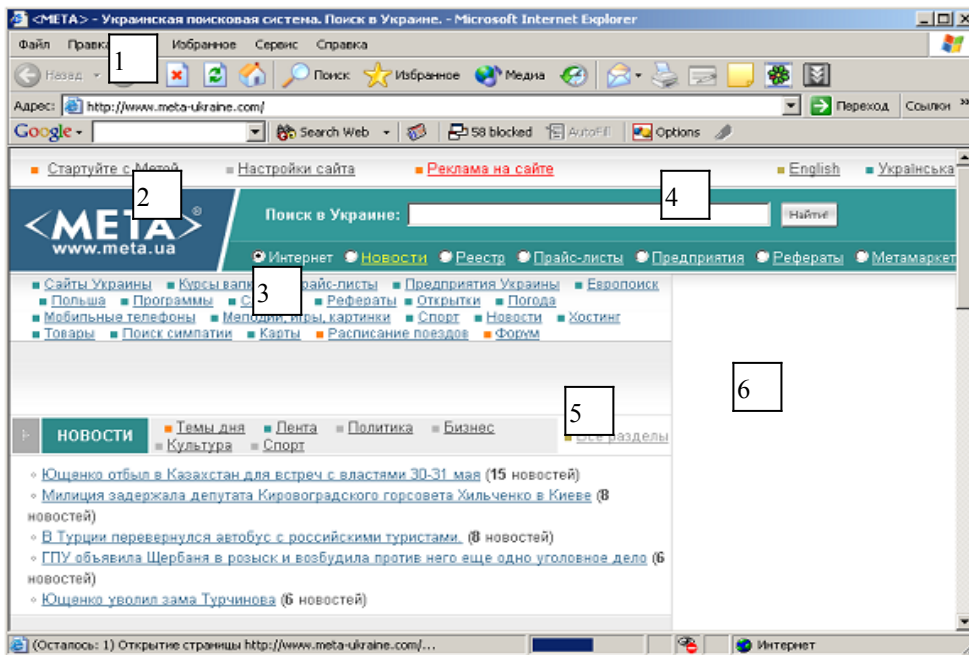 <META> - Украинская поисковая система. Поиск в Украине. - Microsoft Internet Explorer
Файл Правка Избранное Сервис Справка
1
Назад Поиск Избранное Медиа
Адрес: http://www.meta-ukraine.com/ Переход Ссылки »
Google Search Web 58 blocked AutoFill Options
Стартуйте с Метой Настройки сайта Реклама на сайте English Українська
2
4
<META>® Поиск в Украине: Найти!
www.meta.ua
Интернет Новости Реестр Прайс-листы Предприятия Рефераты Метамаркет
3
Сайты Украины Курсы Предприятия Украины Европоиск
Польша Программы Рефераты Открытки Погода
Мобильные телефоны Мелодии, игры, картинки Спорт Новости Хостинг
Товары Поиск симпатии Карты Расписание поездов Форум
6
5
НОВОСТИ Темы дня Лента Политика Бизнес
Все разделы
Культура Спорт
Ющенко отбыл в Казахстан для встреч с властями 30-31 мая (15 новостей)
Милиция задержала депутата Кировоградского горсовета Хильченко в Киеве (8
новостей)
В Турции перевернулся автобус с российскими туристами. (8 новостей)
ГПУ объявила Щербаня в розыск и возбудила против него еще одно уголовное дело (6
новостей)
Ющенко уволил зама Турчинова (6 новостей)
(Осталось: 1) Открытие страницы http://www.meta-ukraine.com/... Интернет